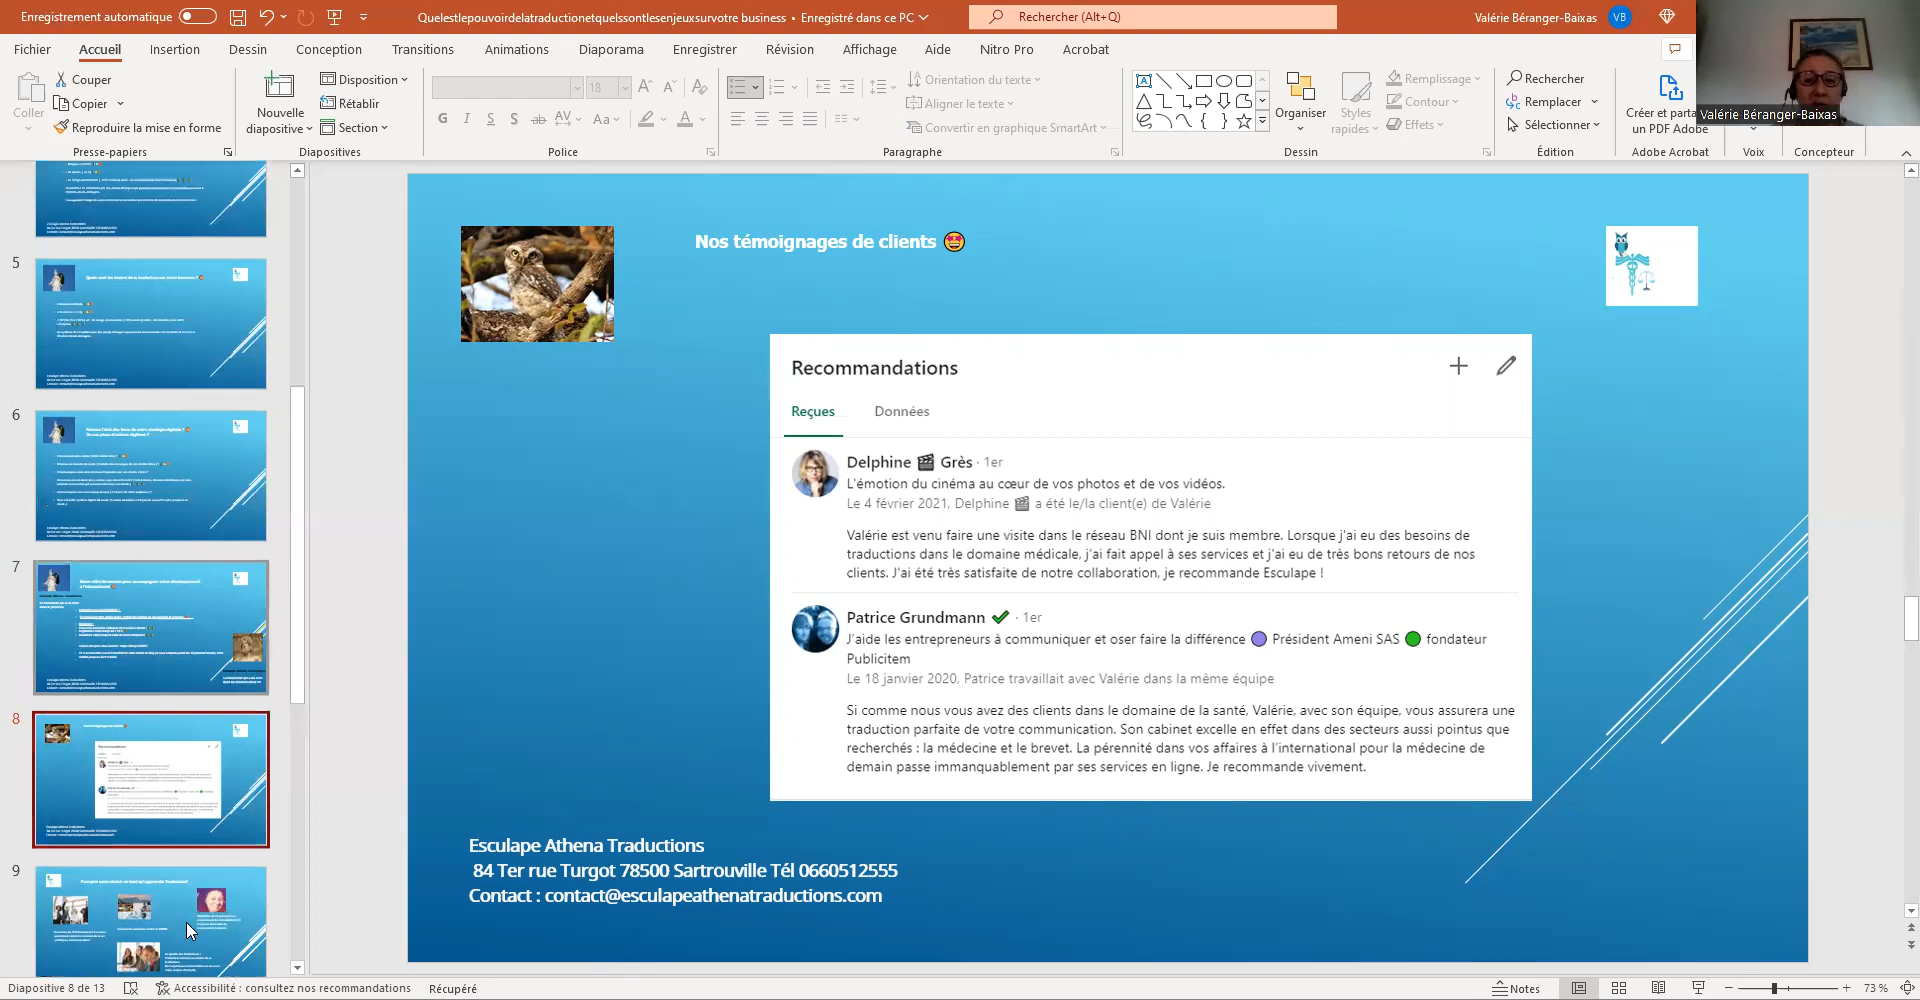 Enregistrement automatique
Quelestlepouvoirdelatraductionetquelssontlesenjeuxsurvotre business • Enregistré dans ce PC
Rechercher (Alt+Q)
Valérie Béranger-Baixas
VB
Fichier
Accueil
Insertion
Dessin
Conception
Transitions
Animations
Diaporama
Enregistrer
Révision
Affichage
Aide
Nitro Pro
Acrobat
Coller
Couper
Copier
Reproduire la mise en forme
Presse-papiers
Nouvelle
diapositive
Disposition
Rétablir
Section
Diapositives
18
G I S S ab AV Aa A
Police
Orientation du texte
Aligner le texte
Convertir en graphique SmartArt
Paragraphe
Organiser
Styles
rapides
Remplissage
Contour
Effets
Dessin
Rechercher
Remplacer
Sélectionner
Édition
Créer et parta
un PDF Adobe
Adobe Acrobat
Voix
Concepteur
Valérie Béranger-Baixas
5
6
7
8
9
Nos témoignages de clients 🤩
Recommandations
Reçues
Données
Delphine 🎬 Grès · 1er
L'émotion du cinéma au cœur de vos photos et de vos vidéos.
Le 4 février 2021, Delphine 🎬 a été le/la client(e) de Valérie
Valérie est venu faire une visite dans le réseau BNI dont je suis membre. Lorsque j'ai eu des besoins de
traductions dans le domaine médicale, j'ai fait appel à ses services et j'ai eu de très bons retours de nos
clients. J'ai été très satisfaite de notre collaboration, je recommande Esculape !
Patrice Grundmann ✔ · 1er
J'aide les entrepreneurs à communiquer et oser faire la différence 🟣 Président Ameni SAS 🟢 fondateur
Publicitem
Le 18 janvier 2020, Patrice travaillait avec Valérie dans la même équipe
Si comme nous vous avez des clients dans le domaine de la santé, Valérie, avec son équipe, vous assurera une
traduction parfaite de votre communication. Son cabinet excelle en effet dans des secteurs aussi pointus que
recherchés : la médecine et le brevet. La pérennité dans vos affaires à l'international pour la médecine de
demain passe immanquablement par ses services en ligne. Je recommande vivement.
Esculape Athena Traductions
84 Ter rue Turgot 78500 Sartrouville Tél 0660512555
Contact : contact@esculapeathenatraductions.com
Diapositive 8 de 13
Accessibilité : consultez nos recommandations
Récupéré
Notes
73 %